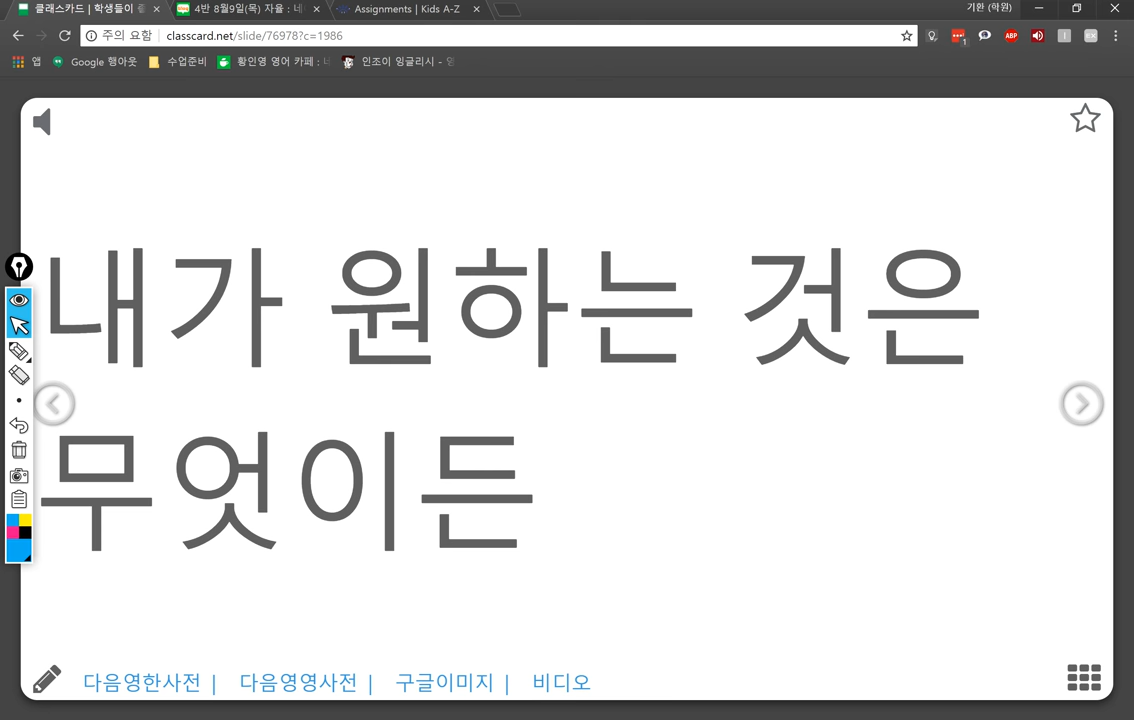 클래스카드 | 학생들이 즐
4반 8월9일(목) 자율 : 네
Assignments | Kids A-Z
기환 (학원)
주의 요함 | classcard.net/slide/76978?c=1986
1
ABP
앱
Google 행아웃
수업준비
황인영 영어 카페 : 네
인조이 잉글리시 - 영
내가 원하는 것은
무엇이든
다음영한사전 | 다음영영사전 | 구글이미지 | 비디오